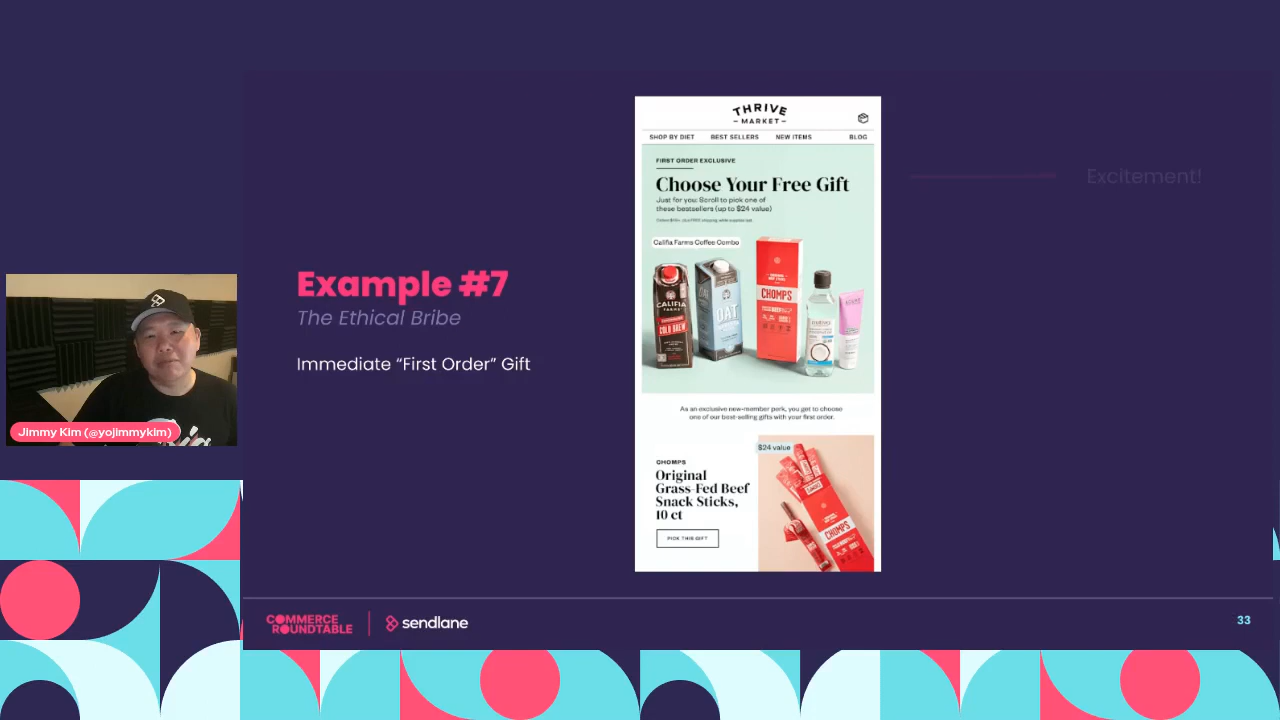 Example #7
The Ethical Bribe
Immediate “First Order” Gift
Jimmy Kim (@yojimmykim)
THRIVE
MARKET
SHOP BY DIET BEST SELLERS NEW ITEMS BLOG
FIRST ORDER EXCLUSIVE
Choose Your Free Gift
Just for you: Scroll to pick one of
these bestsellers (up to $24 value)
Califia Farms Coffee Combo
CALIFIA
FARMS
COLD BREW
OAT
CHOMPS
As an exclusive new-member perk, you get to choose
one of our best-selling gifts with your first order.
$24 value
CHOMPS
Original
Grass-Fed Beef
Snack Sticks,
10 ct
PICK THIS GIFT
CHOMPS
Excitement!
COMMERCE
ROUNDTABLE
sendlane
33